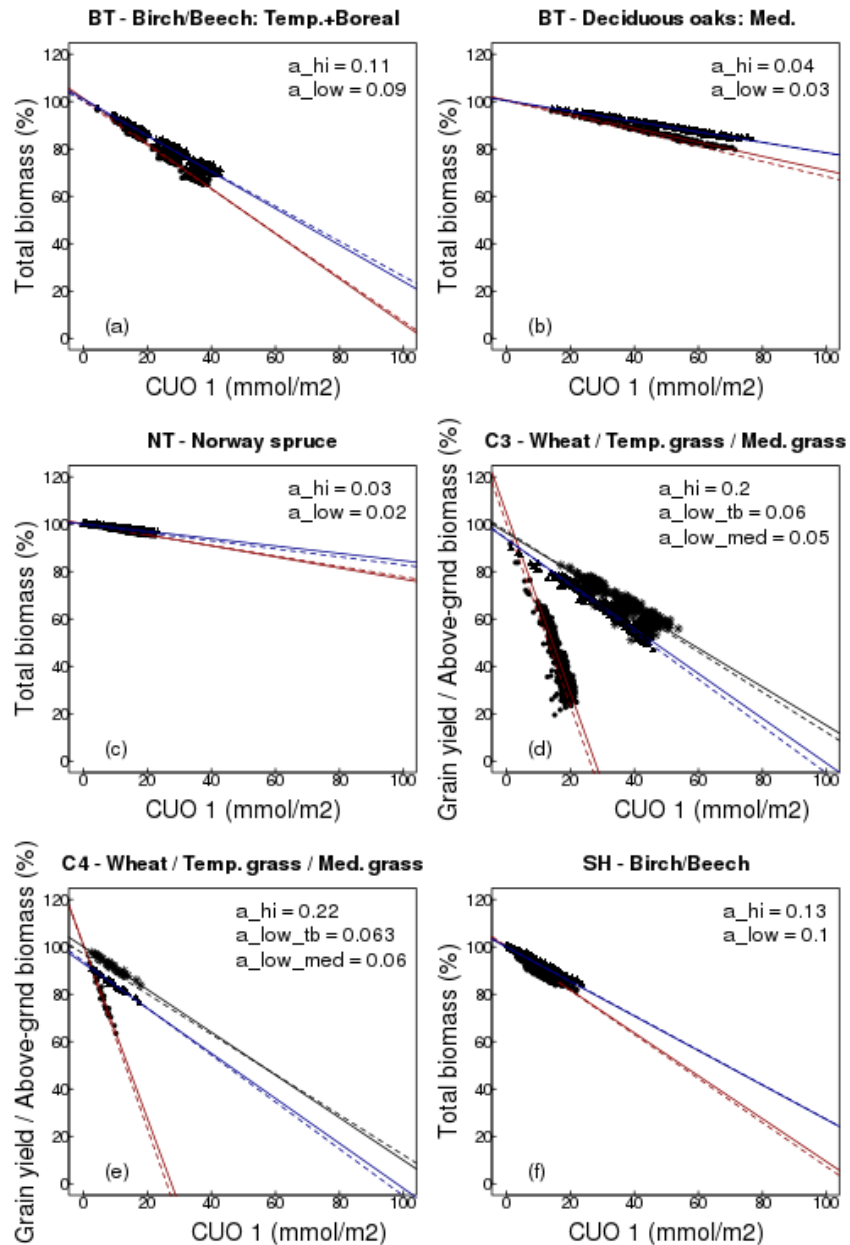 BT - Birch/Beech: Temp.+Boreal
a_hi = 0.11
a_low = 0.09
Total biomass (%)
0 20 40 60 80 100 120
(a)
0 20 40 60 80 100
CUO 1 (mmol/m2)
BT - Deciduous oaks: Med.
a_hi = 0.04
a_low = 0.03
Total biomass (%)
0 20 40 60 80 100 120
(b)
0 20 40 60 80 100
CUO 1 (mmol/m2)
NT - Norway spruce
a_hi = 0.03
a_low = 0.02
Total biomass (%)
0 20 40 60 80 100 120
(c)
0 20 40 60 80 100
CUO 1 (mmol/m2)
C3 - Wheat / Temp. grass / Med. grass
a_hi = 0.2
a_low_tb = 0.06
a_low_med = 0.05
Grain yield / Above-grnd biomass (%)
0 20 40 60 80 100 120
(d)
0 20 40 60 80 100
CUO 1 (mmol/m2)
C4 - Wheat / Temp. grass / Med. grass
a_hi = 0.22
a_low_tb = 0.063
a_low_med = 0.06
Grain yield / Above-grnd biomass (%)
0 20 40 60 80 100 120
(e)
0 20 40 60 80 100
CUO 1 (mmol/m2)
SH - Birch/Beech
a_hi = 0.13
a_low = 0.1
Total biomass (%)
0 20 40 60 80 100 120
(f)
0 20 40 60 80 100
CUO 1 (mmol/m2)